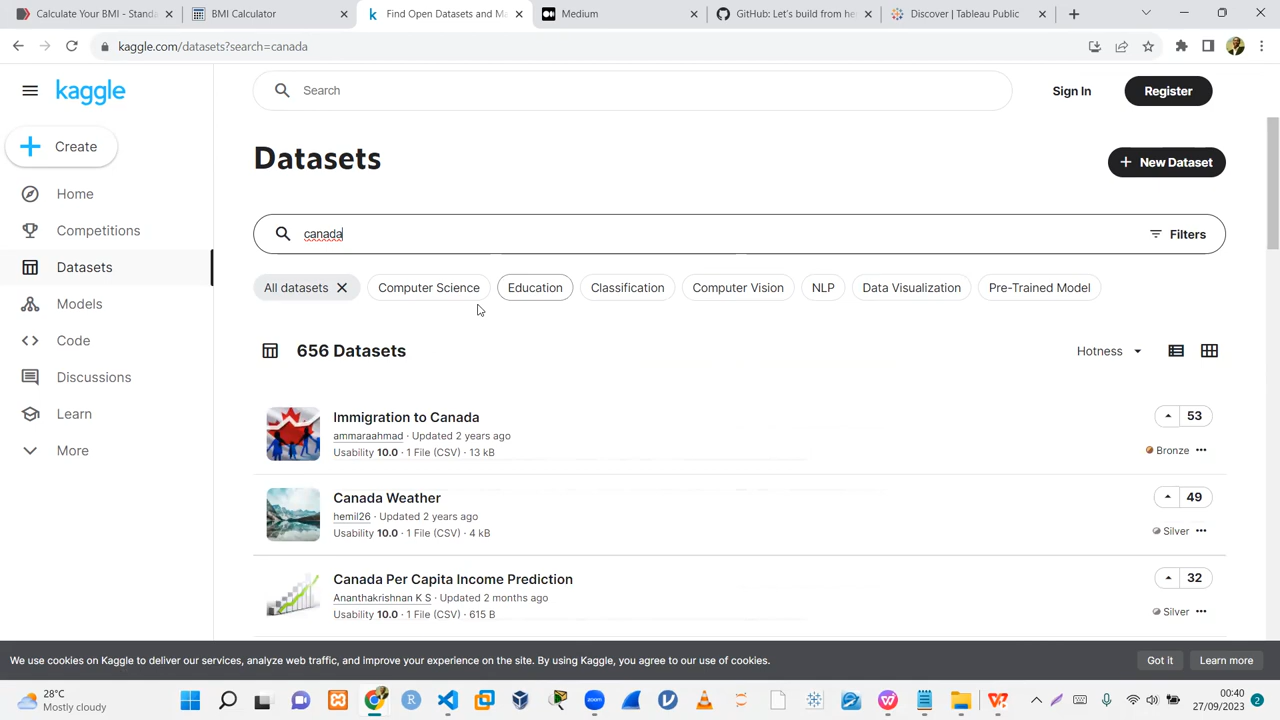 Calculate Your BMI - Standa
BMI Calculator
Find Open Datasets and Ma
Medium
GitHub: Let's build from he
Discover | Tableau Public
kaggle.com/datasets?search=canada
kaggle
Search
Sign In
Register
Create
Home
Competitions
Datasets
Models
Code
Discussions
Learn
More
Datasets
New Dataset
canada
Filters
All datasets
Computer Science
Education
Classification
Computer Vision
NLP
Data Visualization
Pre-Trained Model
656 Datasets
Hotness
Immigration to Canada
ammaraahmad · Updated 2 years ago
Usability 10.0 · 1 File (CSV) · 13 kB
53
Bronze
Canada Weather
hemil26 · Updated 2 years ago
Usability 10.0 · 1 File (CSV) · 4 kB
49
Silver
Canada Per Capita Income Prediction
Ananthakrishnan K S · Updated 2 months ago
Usability 10.0 · 1 File (CSV) · 615 B
32
Silver
We use cookies on Kaggle to deliver our services, analyze web traffic, and improve your experience on the site. By using Kaggle, you agree to our use of cookies.
Got it
Learn more
28°C
Mostly cloudy
00:40
27/09/2023
2